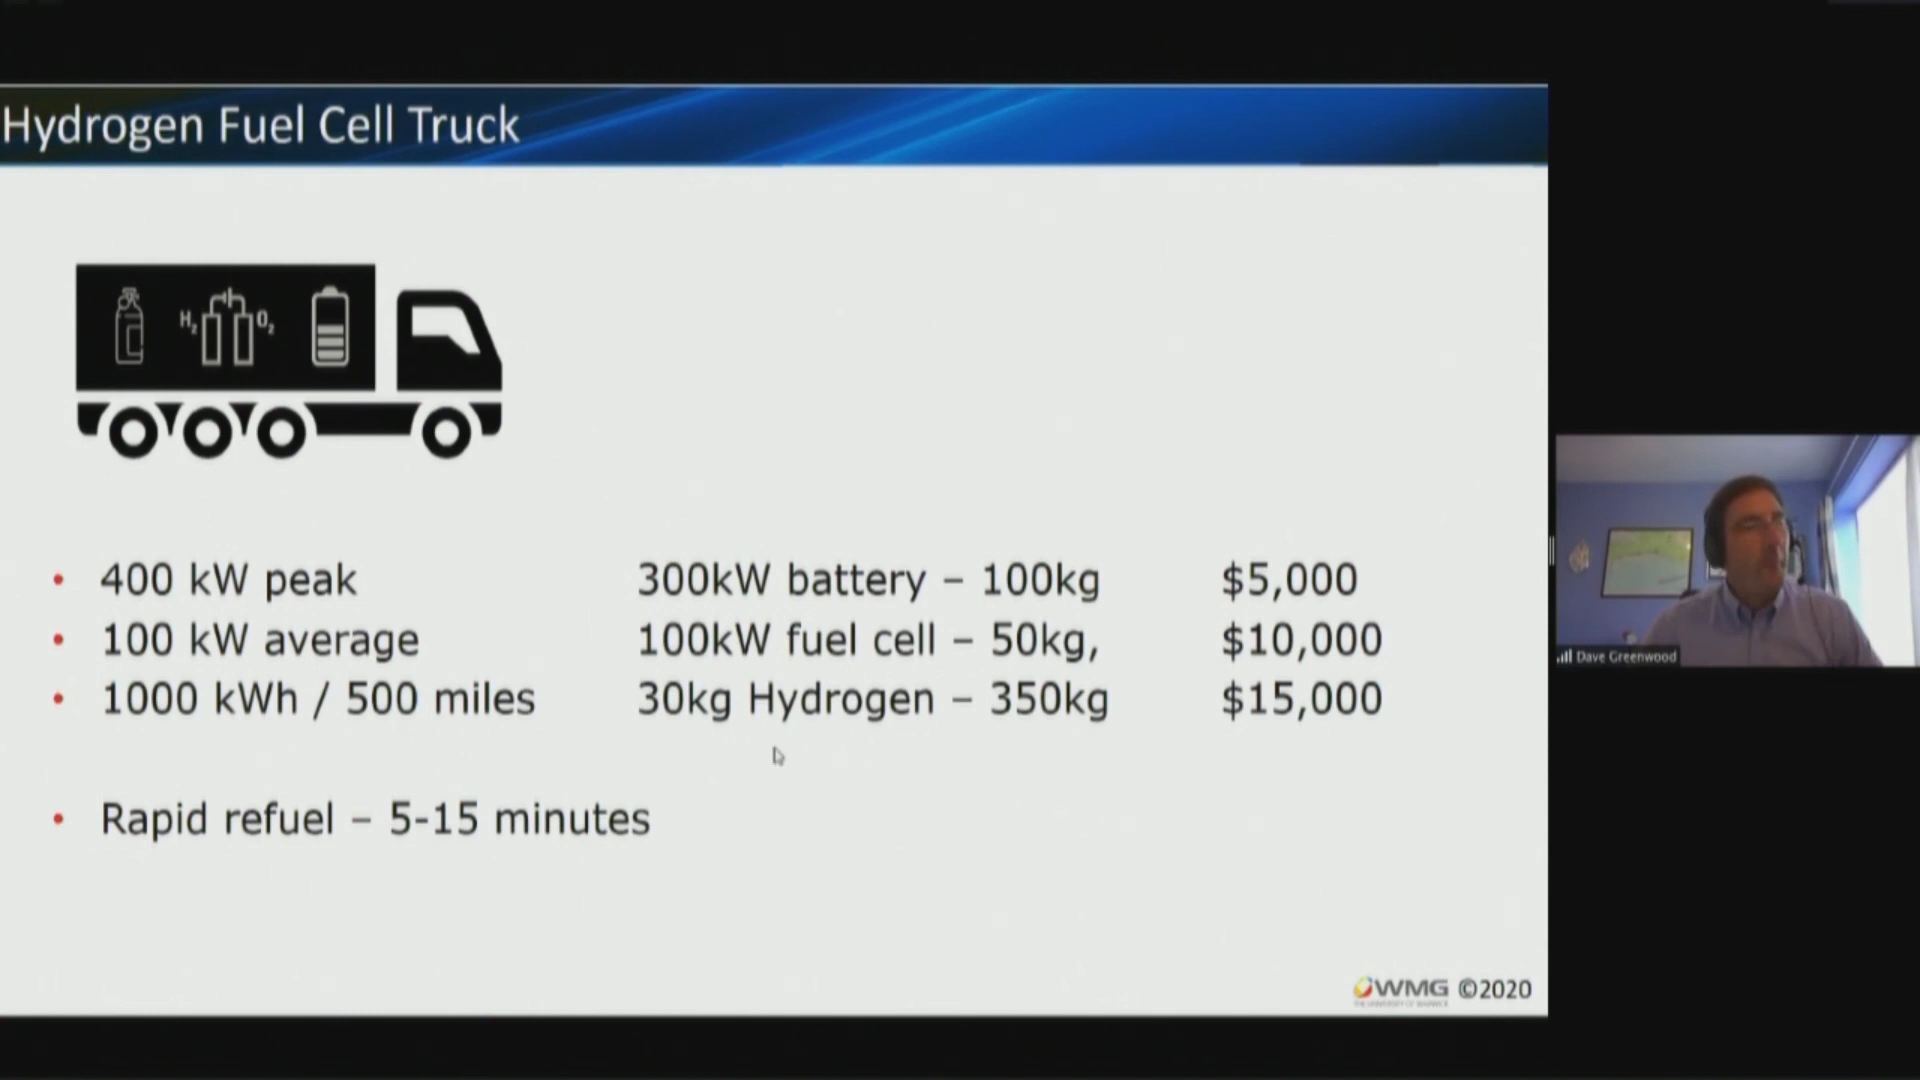 Hydrogen Fuel Cell Truck
H2 O2
400 kW peak 300kW battery – 100kg $5,000
100 kW average 100kW fuel cell – 50kg, $10,000
1000 kWh / 500 miles 30kg Hydrogen – 350kg $15,000
Rapid refuel – 5-15 minutes
Dave Greenwood
WMG ©2020
THE UNIVERSITY OF WARWICK